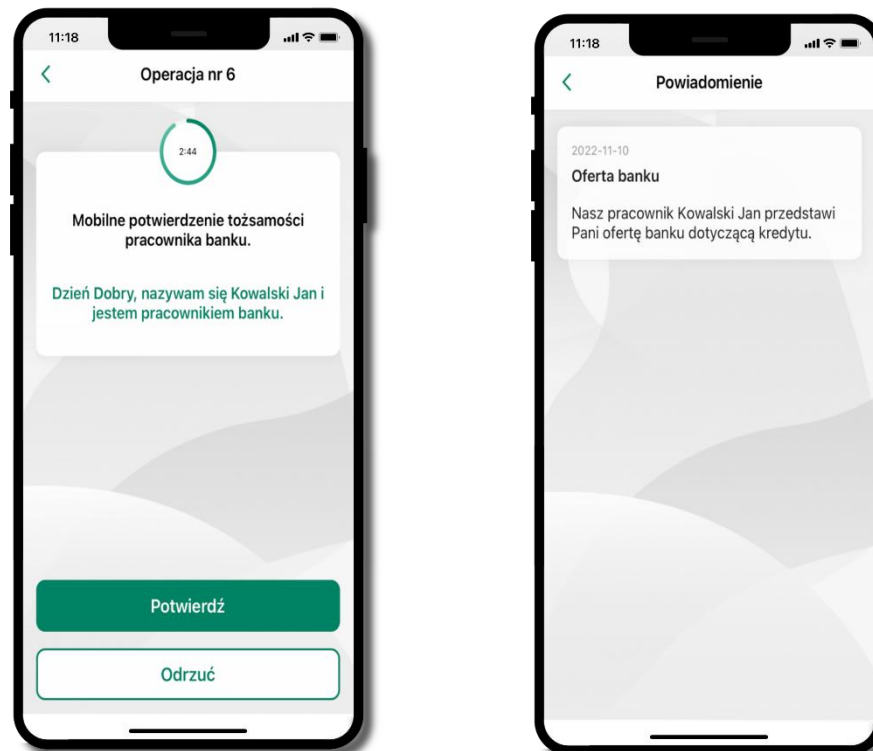 11:18
Operacja nr 6
2:44
Mobilne potwierdzenie tożsamości
pracownika banku.
Dzień Dobry, nazywam się Kowalski Jan i
jestem pracownikiem banku.
Potwierdź
Odrzuć
11:18
Powiadomienie
2022-11-10
Oferta banku
Nasz pracownik Kowalski Jan przedstawi
Pani ofertę banku dotyczącą kredytu.